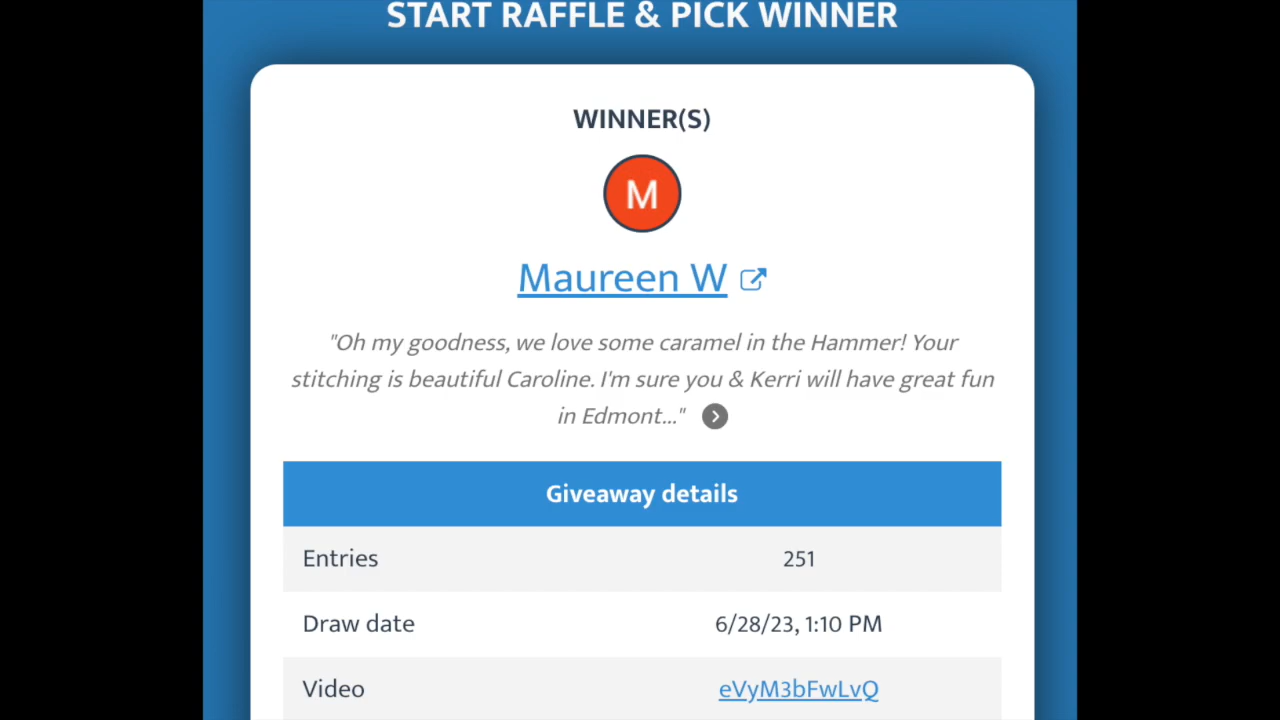 START RAFFLE & PICK WINNER
WINNER(S)
M
Maureen W
"Oh my goodness, we love some caramel in the Hammer! Your
stitching is beautiful Caroline. I'm sure you & Kerri will have great fun
in Edmont..."
Giveaway details
Entries 251
Draw date 6/28/23, 1:10 PM
Video eVyM3bFwLvQ